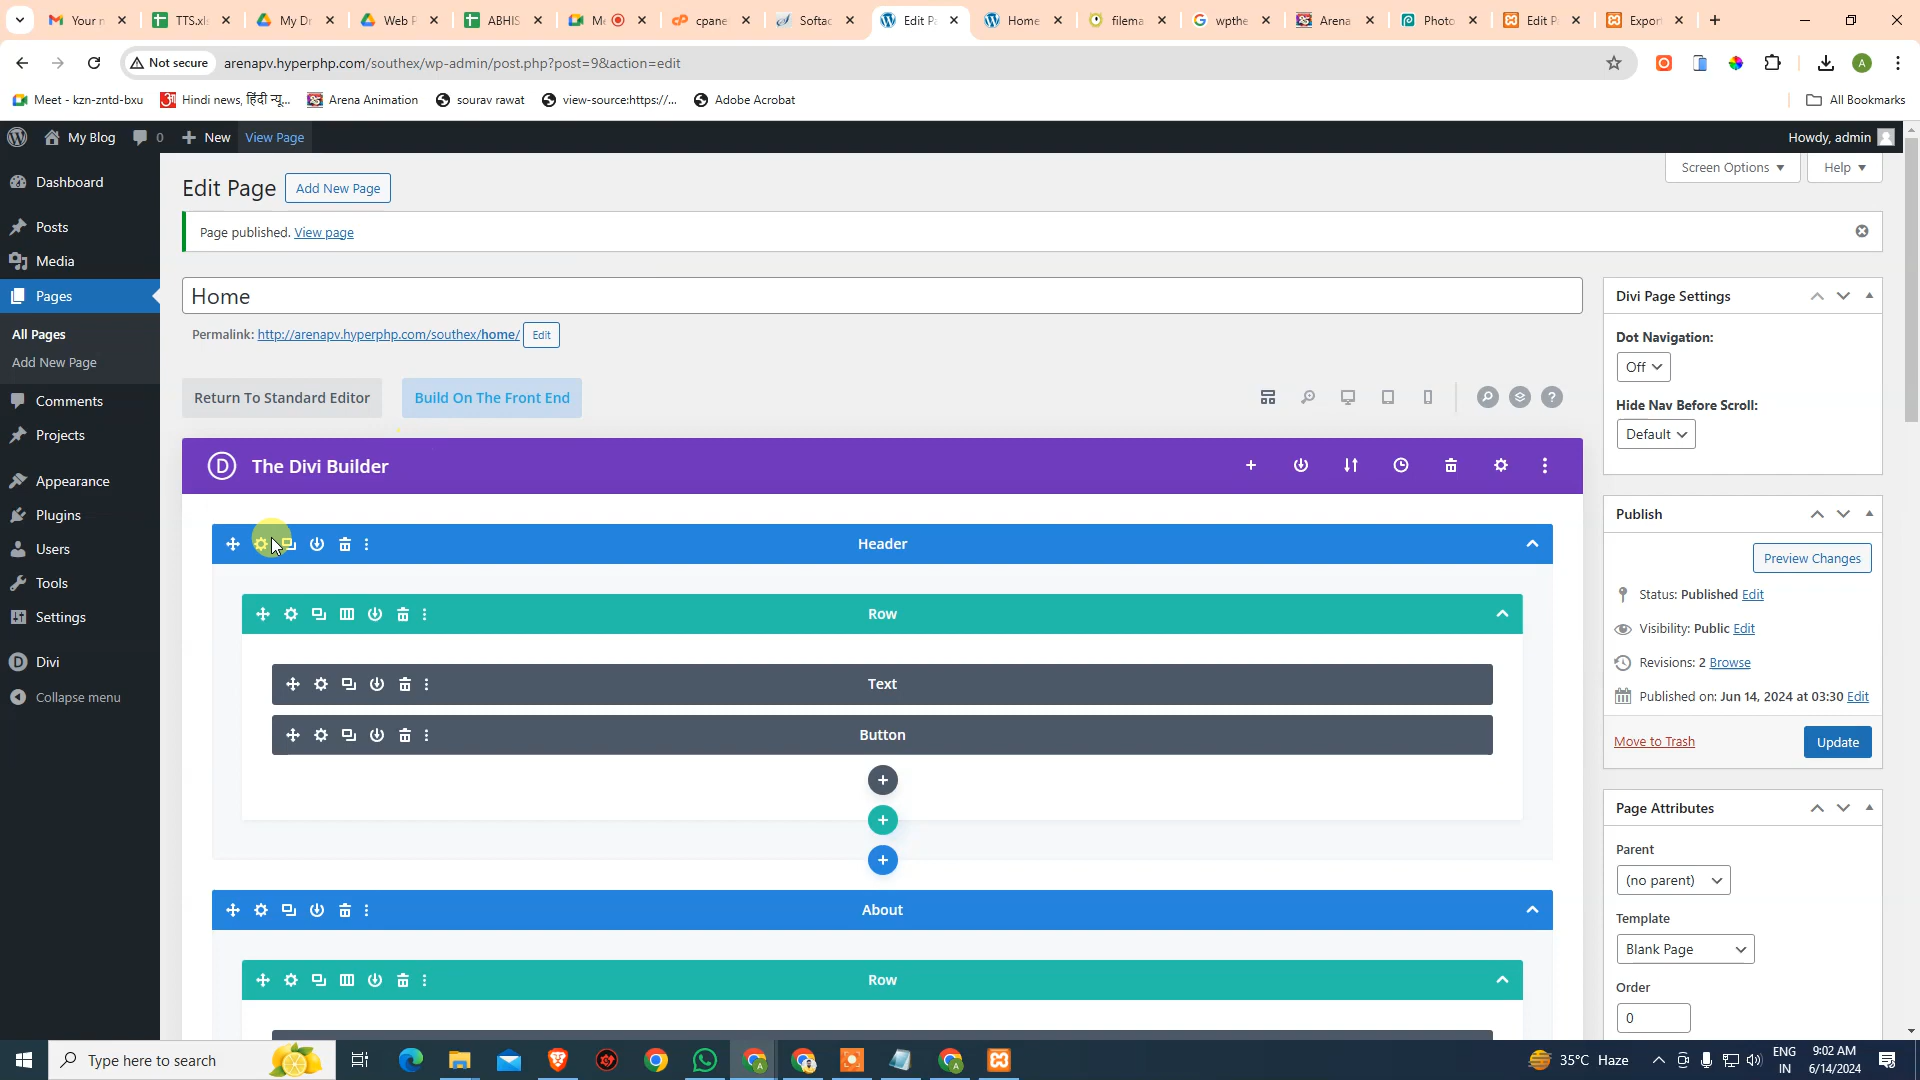 Your n
TTS.xls
My Dr
Web P
ABHIS
Me
cpane
Softac
Edit Pa
Home
filema
wpthe
Arena
Photo
Edit P
Expor
Not secure
arenapv.hyperphp.com/southex/wp-admin/post.php?post=9&action=edit
Meet - kzn-zntd-bxu
Hindi news, हिंदी न्यू...
Arena Animation
sourav rawat
view-source:https://...
Adobe Acrobat
All Bookmarks
My Blog
0
New
View Page
Howdy, admin
Dashboard
Posts
Media
Pages
All Pages
Add New Page
Comments
Projects
Appearance
Plugins
Users
Tools
Settings
Divi
Collapse menu
Edit Page
Add New Page
Screen Options
Help
Page published. View page
Home
Permalink: http://arenapv.hyperphp.com/southex/home/ Edit
Return To Standard Editor
Build On The Front End
D The Divi Builder
Header
Row
Text
Button
About
Row
Divi Page Settings
Dot Navigation:
Off
Hide Nav Before Scroll:
Default
Publish
Preview Changes
Status: Published Edit
Visibility: Public Edit
Revisions: 2 Browse
Published on: Jun 14, 2024 at 03:30 Edit
Move to Trash
Update
Page Attributes
Parent
(no parent)
Template
Blank Page
Order
0
Type here to search
35°C Haze
ENG
IN
9:02 AM
6/14/2024